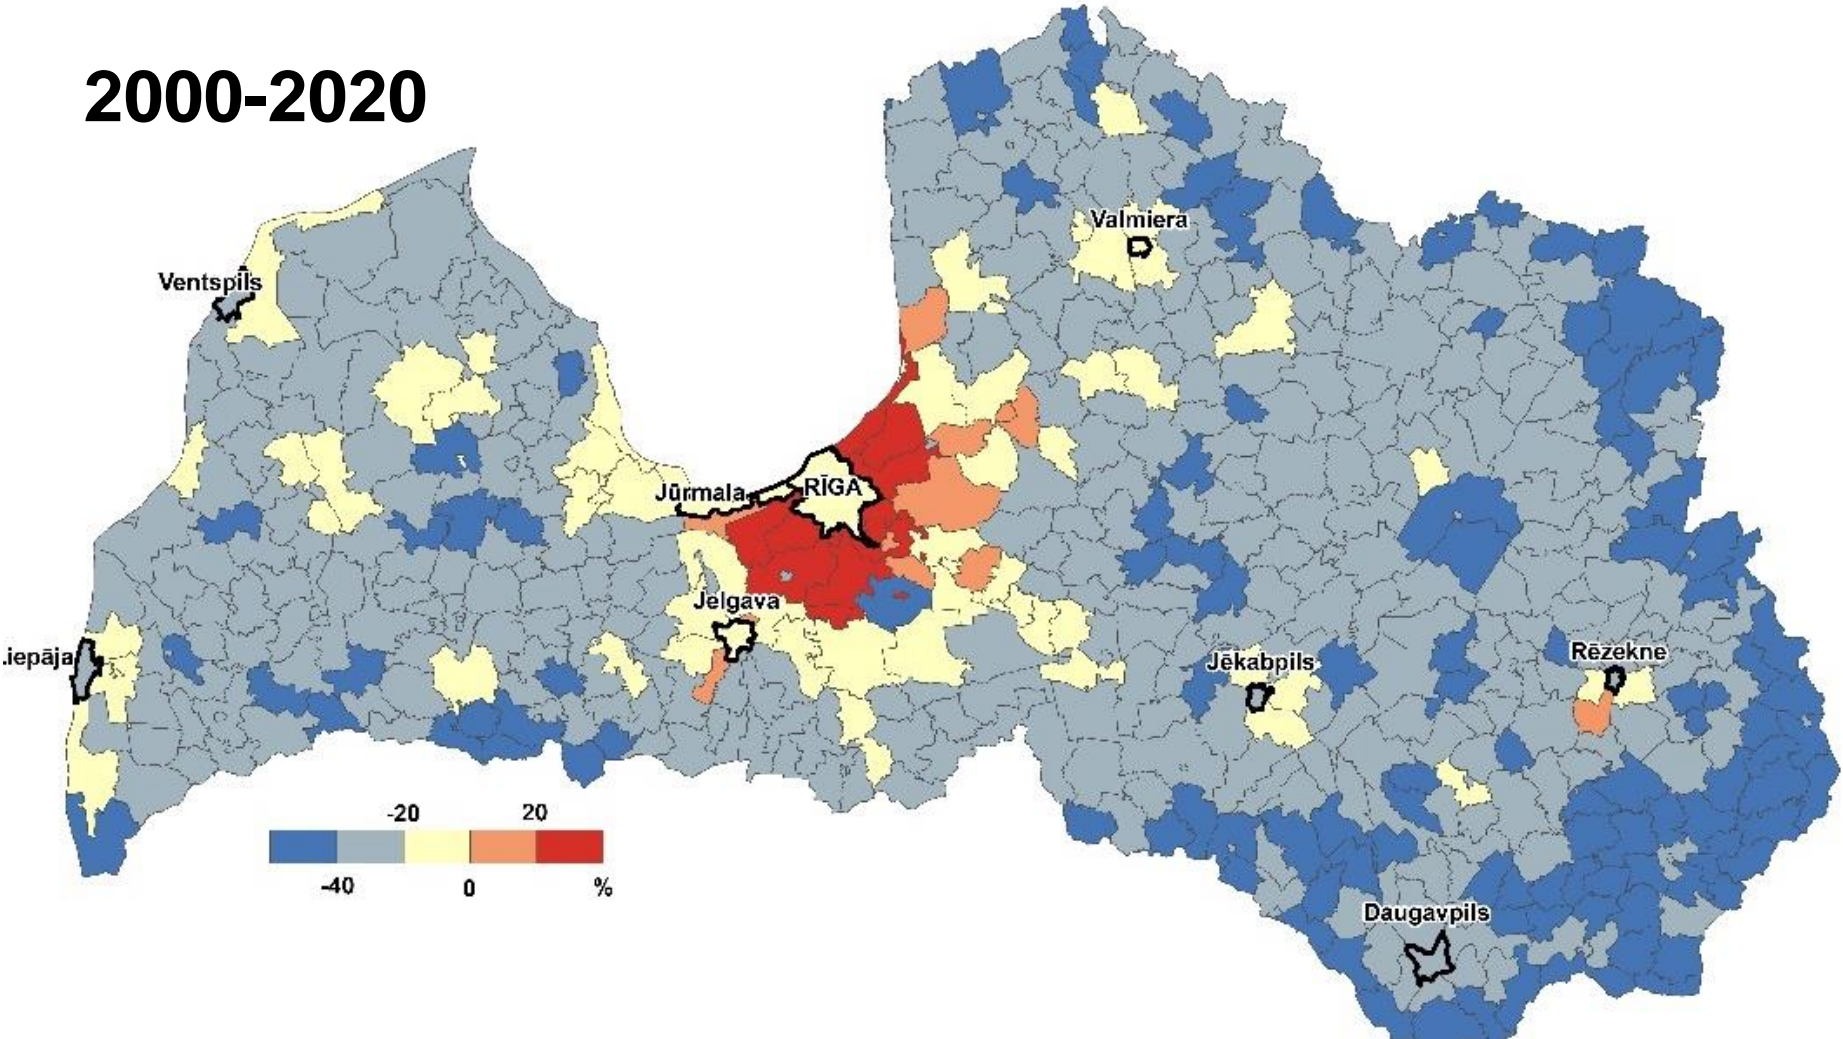 2000-2020
Valmiera
Ventspils
Jūrmala
RĪGA
Jelgava
.iepāja
Jēkabpils
Rēzekne
-20 20
-40 0 %
Daugavpils